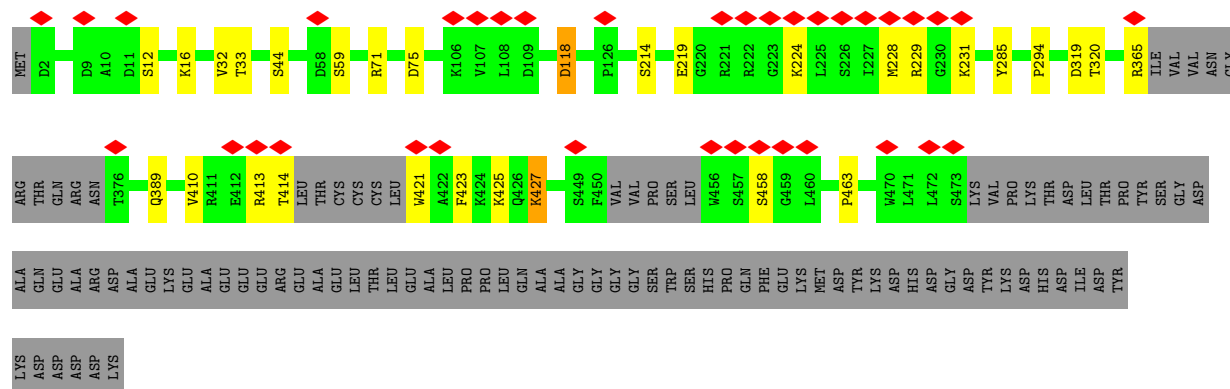 MET D2 D9 A10 D11 S12 K16 V32 T33 S44 D58 S59 R71 D75 K106 V107 L108 D109 D118 P126 S214 E219 G220 R221 R222 G223 K224 L225 S226 I227 M228 R229 G230 K231 Y285 P294 D319 T320 R365 ILE VAL VAL ASN GLY
ARG THR GLN ARG ASN T376 Q389 V410 R411 E412 R413 T414 LEU THR CYS CYS CYS LEU W421 A422 F423 K424 K425 Q426 K427 S449 F450 VAL VAL PRO SER LEU W456 S457 S458 G459 L460 P463 W470 L471 L472 S473 LYS VAL PRO LYS THR ASP LEU THR PRO TYR SER GLY ASP
ALA GLN GLU ALA ARG ASP ALA GLU LYS GLU ALA GLU GLU GLU ARG GLU ALA GLU LEU THR LEU GLU ALA LEU PRO PRO LEU GLN ALA ALA GLY GLY GLY GLY SER TRP SER HIS PRO GLN PHE GLU LYS MET ASP TYR LYS ASP HIS ASP GLY ASP TYR LYS ASP HIS ASP ILE ASP TYR
LYS ASP ASP ASP ASP LYS